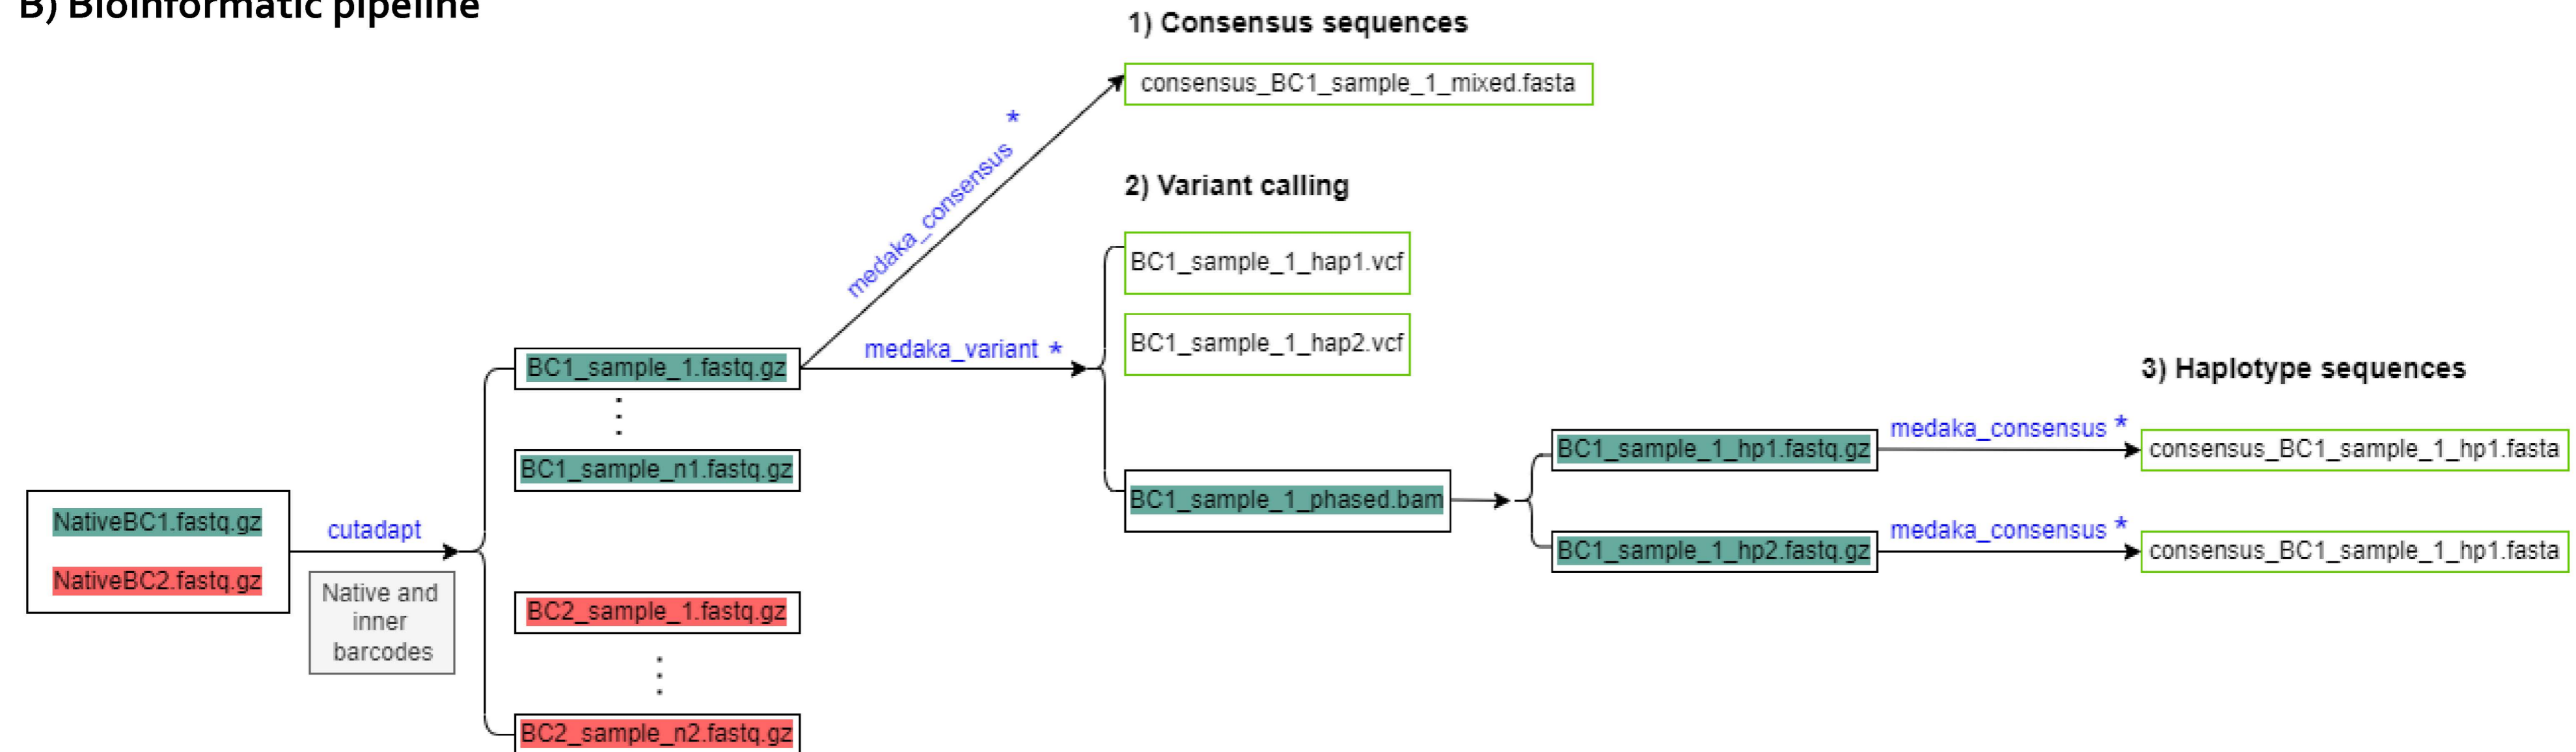 B) Bioinformatic pipeline
1) Consensus sequences
consensus_BC1_sample_1_mixed.fasta
*
medaka_consensus
2) Variant calling
BC1_sample_1_hap1.vcf
BC1_sample_1_hap2.vcf
medaka_variant *
BC1_sample_1.fastq.gz
BC1_sample_n1.fastq.gz
3) Haplotype sequences
BC1_sample_1_phased.bam
BC1_sample_1_hp1.fastq.gz
medaka_consensus *
consensus_BC1_sample_1_hp1.fasta
BC1_sample_1_hp2.fastq.gz
medaka_consensus *
consensus_BC1_sample_1_hp1.fasta
NativeBC1.fastq.gz
NativeBC2.fastq.gz
cutadapt
Native and
inner
barcodes
BC2_sample_1.fastq.gz
BC2_sample_n2.fastq.gz